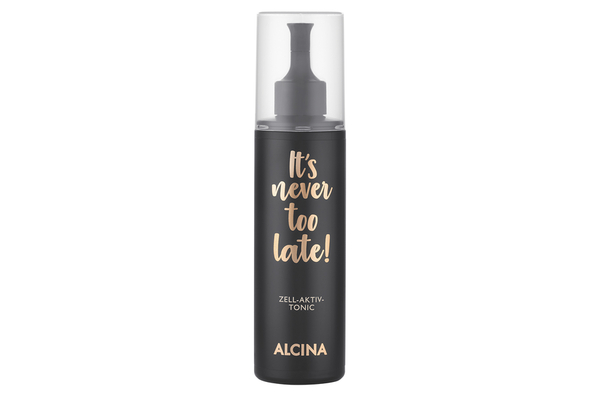 It's
never
too
late!
ZELL-AKTIV-
TONIC
ALCINA